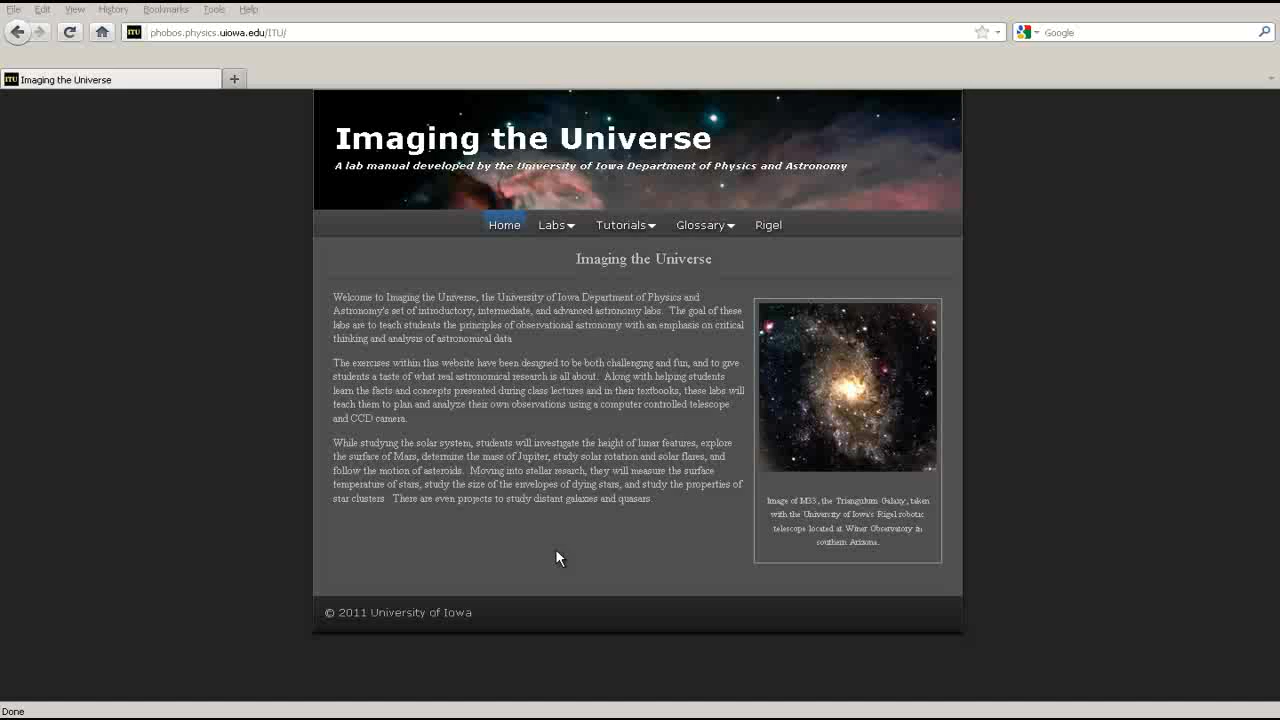 File Edit View History Bookmarks Tools Help
ITU phobos.physics.uiowa.edu/ITU/ Google
ITU Imaging the Universe
Imaging the Universe
A lab manual developed by the University of Iowa Department of Physics and Astronomy
Home Labs Tutorials Glossary Rigel
Imaging the Universe
Welcome to Imaging the Universe, the University of Iowa Department of Physics and
Astronomy's set of introductory, intermediate, and advanced astronomy labs. The goal of these
labs are to teach students the principles of observational astronomy with an emphasis on critical
thinking and analysis of astronomical data
The exercises within this website have been designed to be both challenging and fun, and to give
students a taste of what real astronomical research is all about. Along with helping students
learn the facts and concepts presented during class lectures and in their textbooks, these labs will
teach them to plan and analyze their own observations using a computer controlled telescope
and CCD camera.
While studying the solar system, students will investigate the height of lunar features, explore
the surface of Mars, determine the mass of Jupiter, study solar rotation and solar flares, and
follow the motion of asteroids. Moving into stellar resarch, they will measure the surface
temperature of stars, study the size of the envelopes of dying stars, and study the properties of
star clusters. There are even projects to study distant galaxies and quasars.
Image of M33, the Triangulum Galaxy, taken
with the University of Iowa's Rigel robotic
telescope located at Winer Observatory in
southern Arizona.
© 2011 University of Iowa
Done